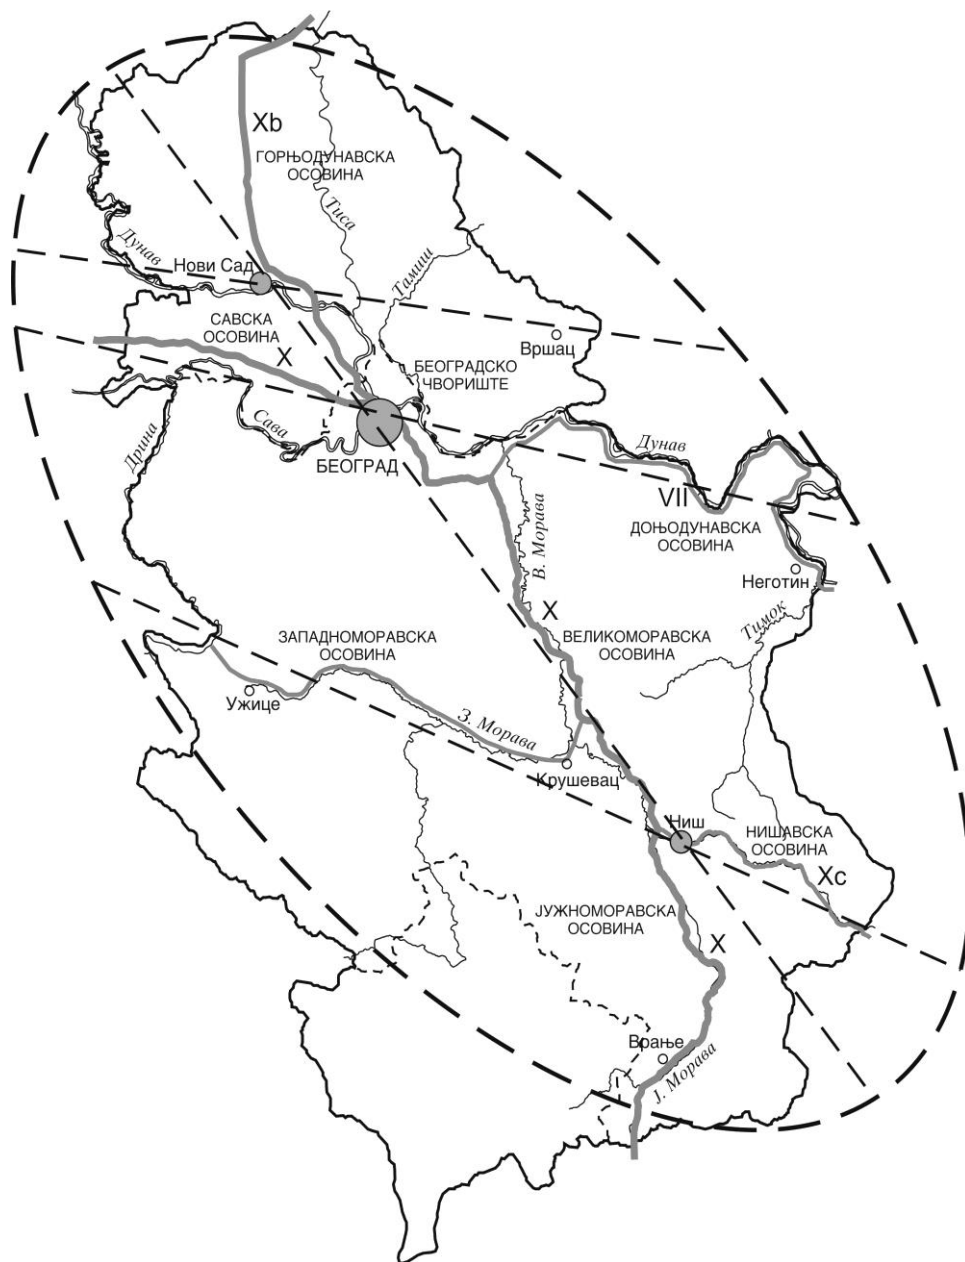 Xb
ГОРЊОДУНАВСКА
ОСОВИНА
Тиса
Дунав
Нови Сад
Тамиш
САВСКА
ОСОВИНА
X
Вршац
БЕОГРАДСКО
ЧВОРИШТЕ
Дрина
Сава
БЕОГРАД
Дунав
VII
ДОЊОДУНАВСКА
ОСОВИНА
В. Морава
Неготин
Тимок
X
ЗАПАДНОМОРАВСКА
ОСОВИНА
ВЕЛИКОМОРАВСКА
ОСОВИНА
Ужице
З. Морава
Крушевац
Ниш
НИШАВСКА
ОСОВИНА
Xc
ЈУЖНОМОРАВСКА
ОСОВИНА
X
Врање
Ј. Морава